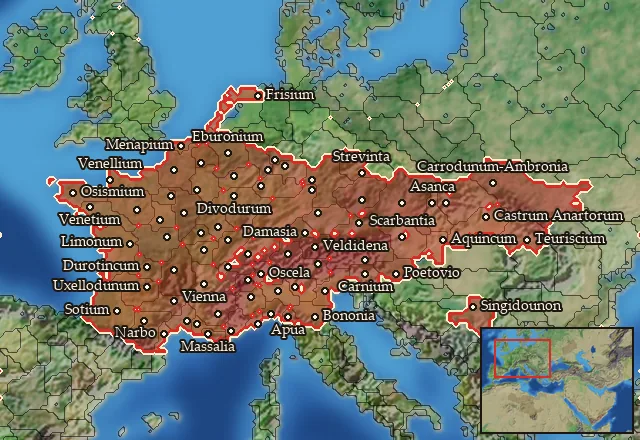 Frisium
Eburonium
Menapium
Venellium
Strevinta
Carrodunum-Ambronia
Osismium
Asanca
Venetium
Divodurum
Castrum Anartorum
Scarbantia
Limonum
Damasia
Veldidena
Aquincum
Teuriscium
Durotincum
Oscela
Poetovio
Uxellodunum
Carnium
Vienna
Sotium
Singidounon
Narbo
Apua
Bononia
Massalia